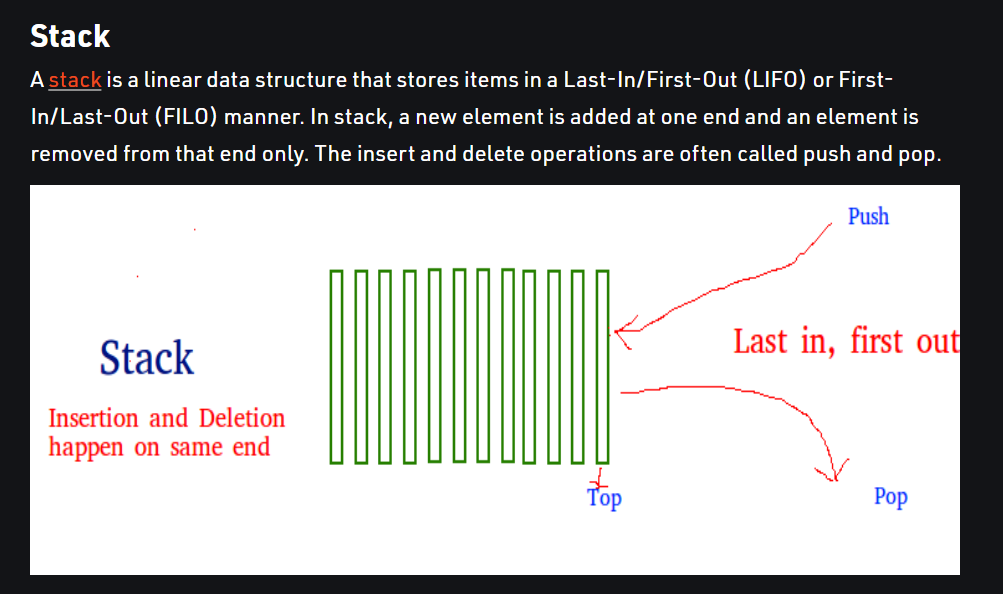 Stack
A stack is a linear data structure that stores items in a Last-In/First-Out (LIFO) or First-
In/Last-Out (FILO) manner. In stack, a new element is added at one end and an element is
removed from that end only. The insert and delete operations are often called push and pop.
Push
Last in, first out
Stack
Insertion and Deletion
happen on same end
Top
Pop